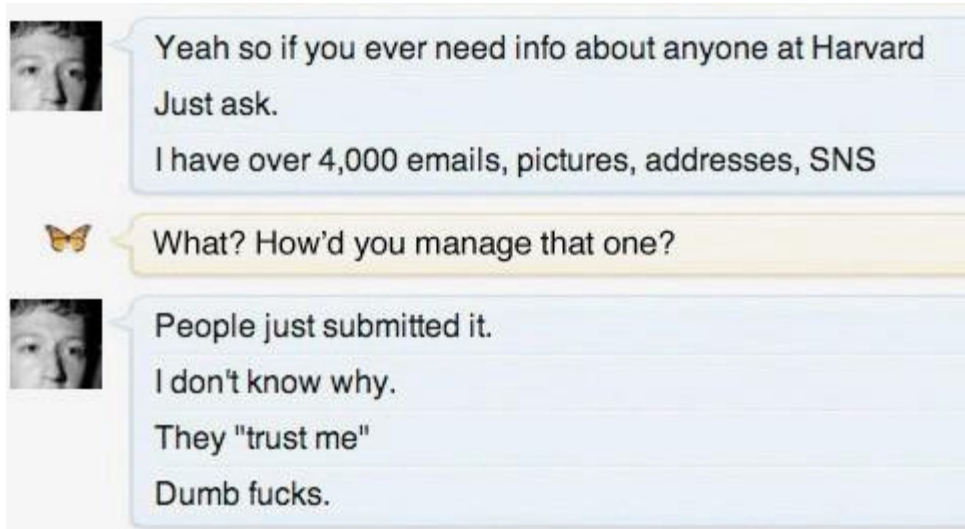 Yeah so if you ever need info about anyone at Harvard
Just ask.
I have over 4,000 emails, pictures, addresses, SNS
What? How'd you manage that one?
People just submitted it.
I don't know why.
They "trust me"
Dumb fucks.